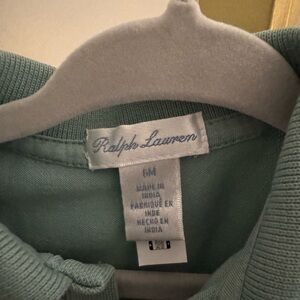 Ralph Lauren
6M
MADE IN
INDIA
FABRIQUÉ EN
INDE
HECHO EN
INDIA